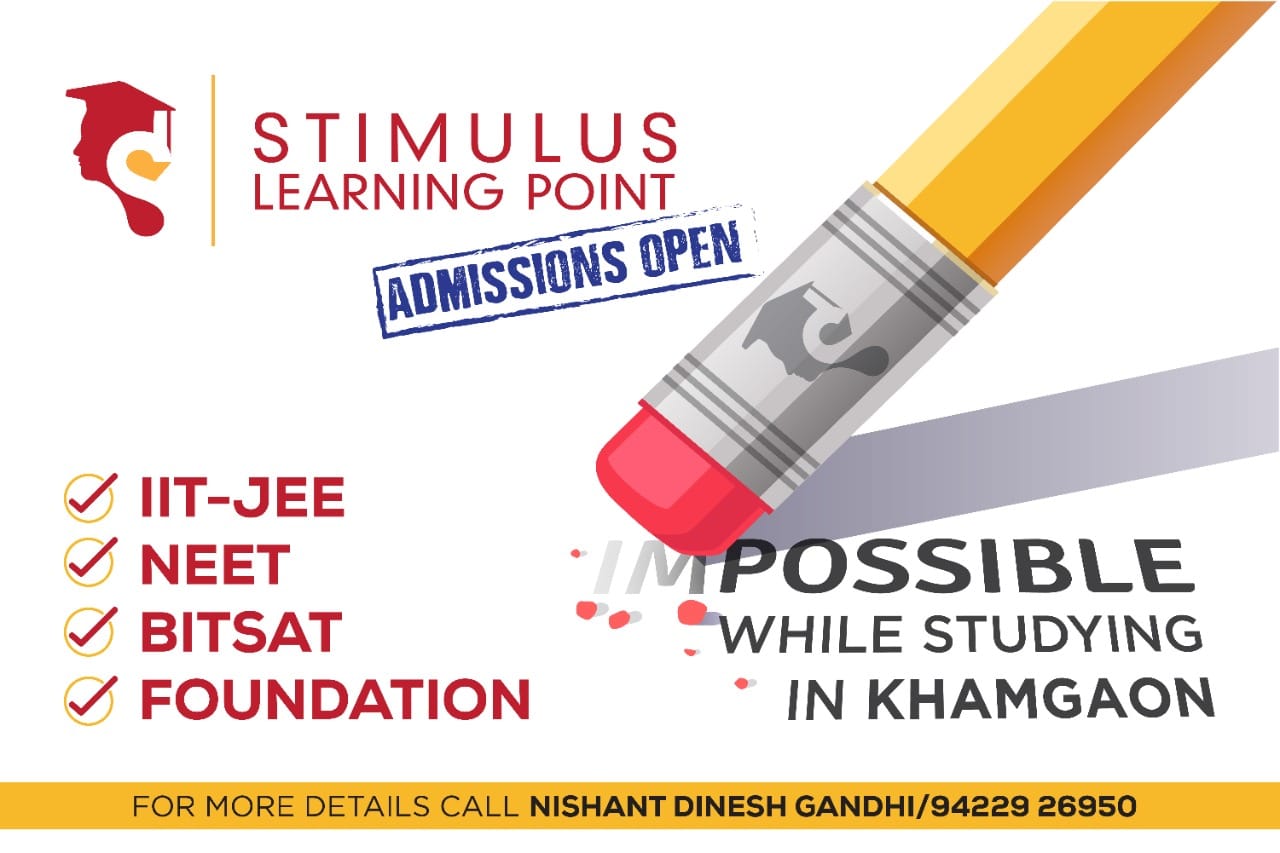 STIMULUS
LEARNING POINT
ADMISSIONS OPEN
IIT-JEE
NEET
BITSAT
FOUNDATION
IMPOSSIBLE
WHILE STUDYING
IN KHAMGAON
FOR MORE DETAILS CALL NISHANT DINESH GANDHI/94229 26950